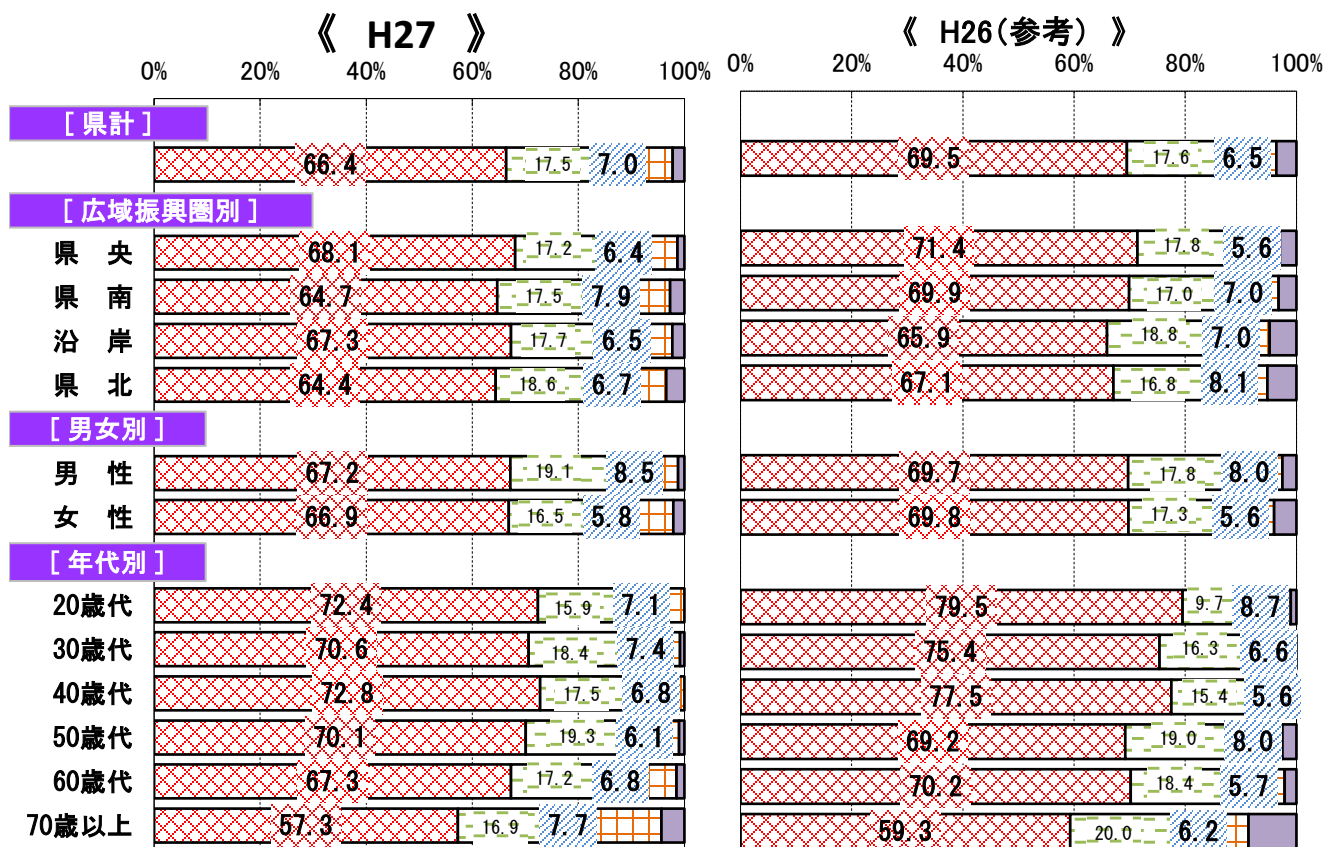 《 H27 》 《 H26（参考） 》
0% 20% 40% 60% 80% 100% 0% 20% 40% 60% 80% 100%
［ 県計 ］
66.4 17.5 7.0 69.5 17.6 6.5
［ 広域振興圏別 ］
県　央 68.1 17.2 6.4 71.4 17.8 5.6
県　南 64.7 17.5 7.9 69.9 17.0 7.0
沿　岸 67.3 17.7 6.5 65.9 18.8 7.0
県　北 64.4 18.6 6.7 67.1 16.8 8.1
［ 男女別 ］
男　性 67.2 19.1 8.5 69.7 17.8 8.0
女　性 66.9 16.5 5.8 69.8 17.3 5.6
［ 年代別 ］
20歳代 72.4 15.9 7.1 79.5 9.7 8.7
30歳代 70.6 18.4 7.4 75.4 16.3 6.6
40歳代 72.8 17.5 6.8 77.5 15.4 5.6
50歳代 70.1 19.3 6.1 69.2 19.0 8.0
60歳代 67.3 17.2 6.8 70.2 18.4 5.7
70歳以上 57.3 16.9 7.7 59.3 20.0 6.2